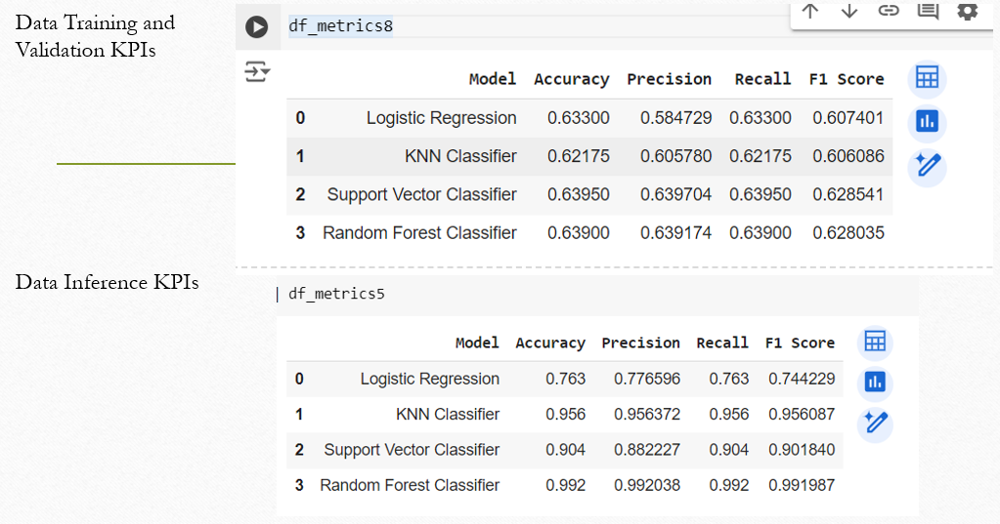 Data Training and
Validation KPIs
df_metrics8
Model Accuracy Precision Recall F1 Score
0 Logistic Regression 0.63300 0.584729 0.63300 0.607401
1 KNN Classifier 0.62175 0.605780 0.62175 0.606086
2 Support Vector Classifier 0.63950 0.639704 0.63950 0.628541
3 Random Forest Classifier 0.63900 0.639174 0.63900 0.628035
Data Inference KPIs
df_metrics5
Model Accuracy Precision Recall F1 Score
0 Logistic Regression 0.763 0.776596 0.763 0.744229
1 KNN Classifier 0.956 0.956372 0.956 0.956087
2 Support Vector Classifier 0.904 0.882227 0.904 0.901840
3 Random Forest Classifier 0.992 0.992038 0.992 0.991987